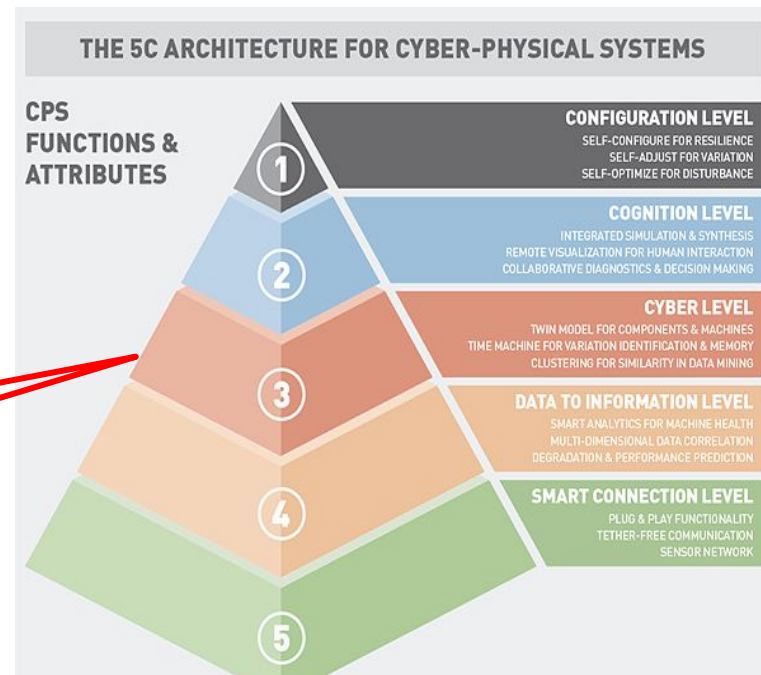 THE 5C ARCHITECTURE FOR CYBER-PHYSICAL SYSTEMS
CPS
FUNCTIONS &
ATTRIBUTES
1
CONFIGURATION LEVEL
SELF-CONFIGURE FOR RESILIENCE
SELF-ADJUST FOR VARIATION
SELF-OPTIMIZE FOR DISTURBANCE
2
COGNITION LEVEL
INTEGRATED SIMULATION & SYNTHESIS
REMOTE VISUALIZATION FOR HUMAN INTERACTION
COLLABORATIVE DIAGNOSTICS & DECISION MAKING
3
CYBER LEVEL
TWIN MODEL FOR COMPONENTS & MACHINES
TIME MACHINE FOR VARIATION IDENTIFICATION & MEMORY
CLUSTERING FOR SIMILARITY IN DATA MINING
4
DATA TO INFORMATION LEVEL
SMART ANALYTICS FOR MACHINE HEALTH
MULTI-DIMENSIONAL DATA CORRELATION
DEGRADATION & PERFORMANCE PREDICTION
5
SMART CONNECTION LEVEL
PLUG & PLAY FUNCTIONALITY
TETHER-FREE COMMUNICATION
SENSOR NETWORK